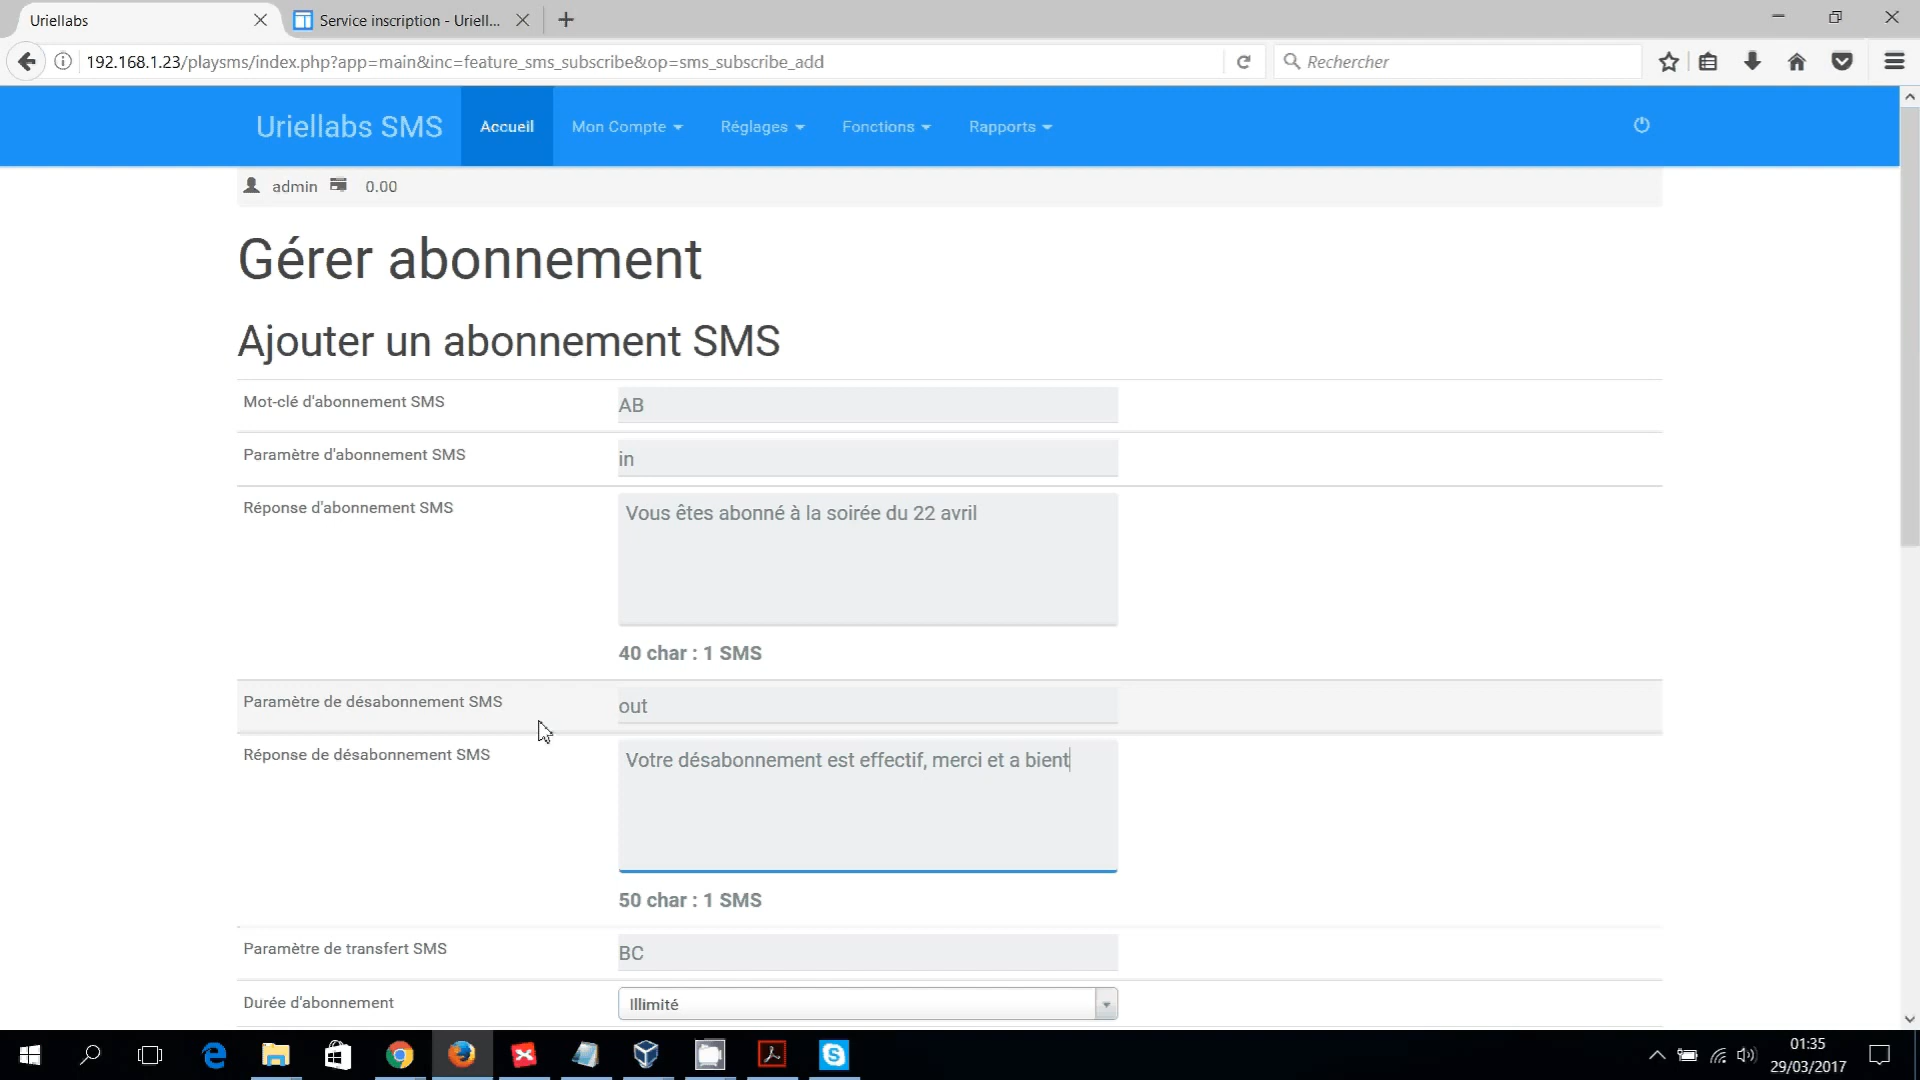 Uriellabs
Service inscription - Uriell...
192.168.1.23/playsms/index.php?app=main&inc=feature_sms_subscribe&op=sms_subscribe_add
Rechercher
Uriellabs SMS
Accueil
Mon Compte
Réglages
Fonctions
Rapports
admin
0.00
Gérer abonnement
Ajouter un abonnement SMS
Mot-clé d'abonnement SMS
AB
Paramètre d'abonnement SMS
in
Réponse d'abonnement SMS
Vous êtes abonné à la soirée du 22 avril
40 char : 1 SMS
Paramètre de désabonnement SMS
out
Réponse de désabonnement SMS
Votre désabonnement est effectif, merci et a bient
50 char : 1 SMS
Paramètre de transfert SMS
BC
Durée d'abonnement
Illimité
01:35
29/03/2017